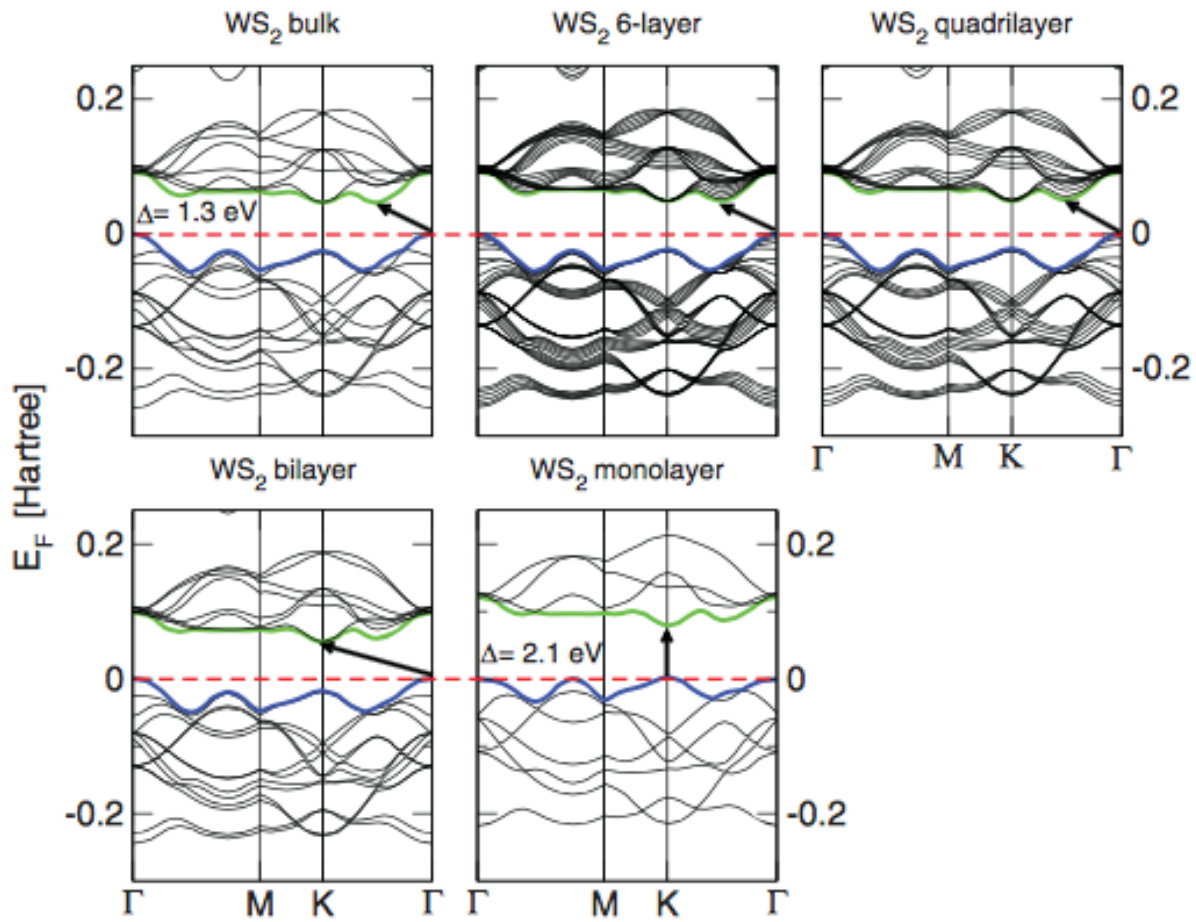 WS2 bulk
WS2 6-layer
WS2 quadrilayer
0.2
0.2
Δ= 1.3 eV
0
0
-0.2
-0.2
Γ M K Γ
WS2 bilayer
WS2 monolayer
EF [Hartree]
0.2
0.2
Δ= 2.1 eV
0
0
-0.2
-0.2
Γ M K Γ
Γ M K Γ